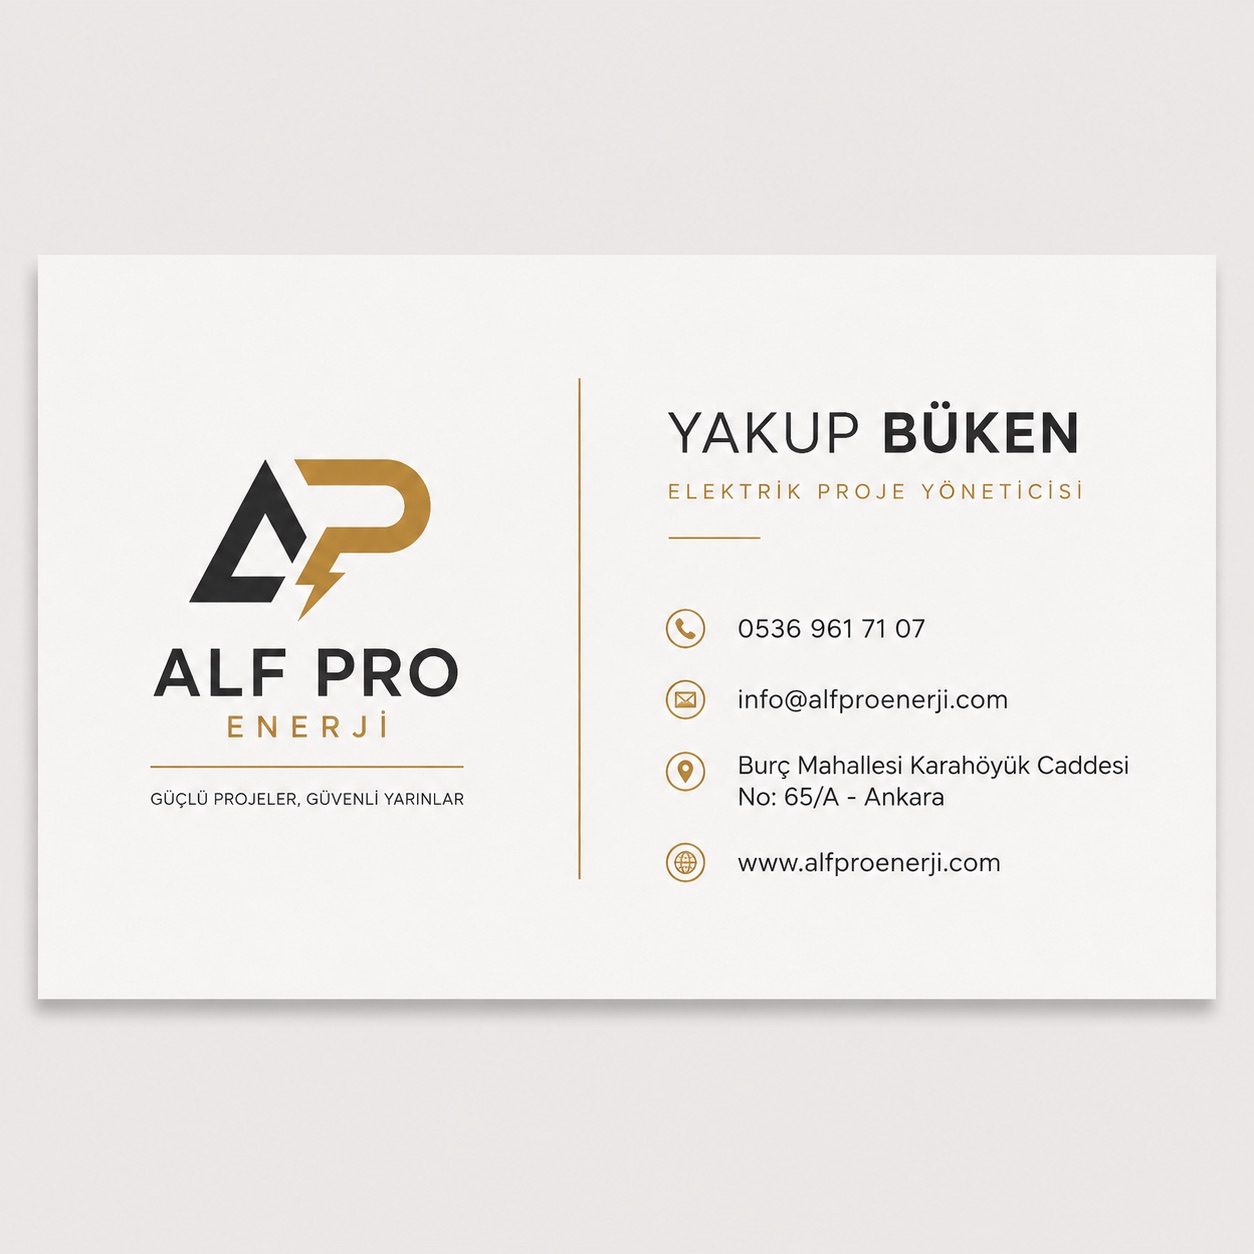 AP
ALF PRO
ENERJİ
GÜÇLÜ PROJELER, GÜVENLİ YARINLAR
YAKUP BÜKEN
ELEKTRİK PROJE YÖNETİCİSİ
0536 961 71 07
info@alfproenerji.com
Burç Mahallesi Karahöyük Caddesi
No: 65/A - Ankara
www.alfproenerji.com